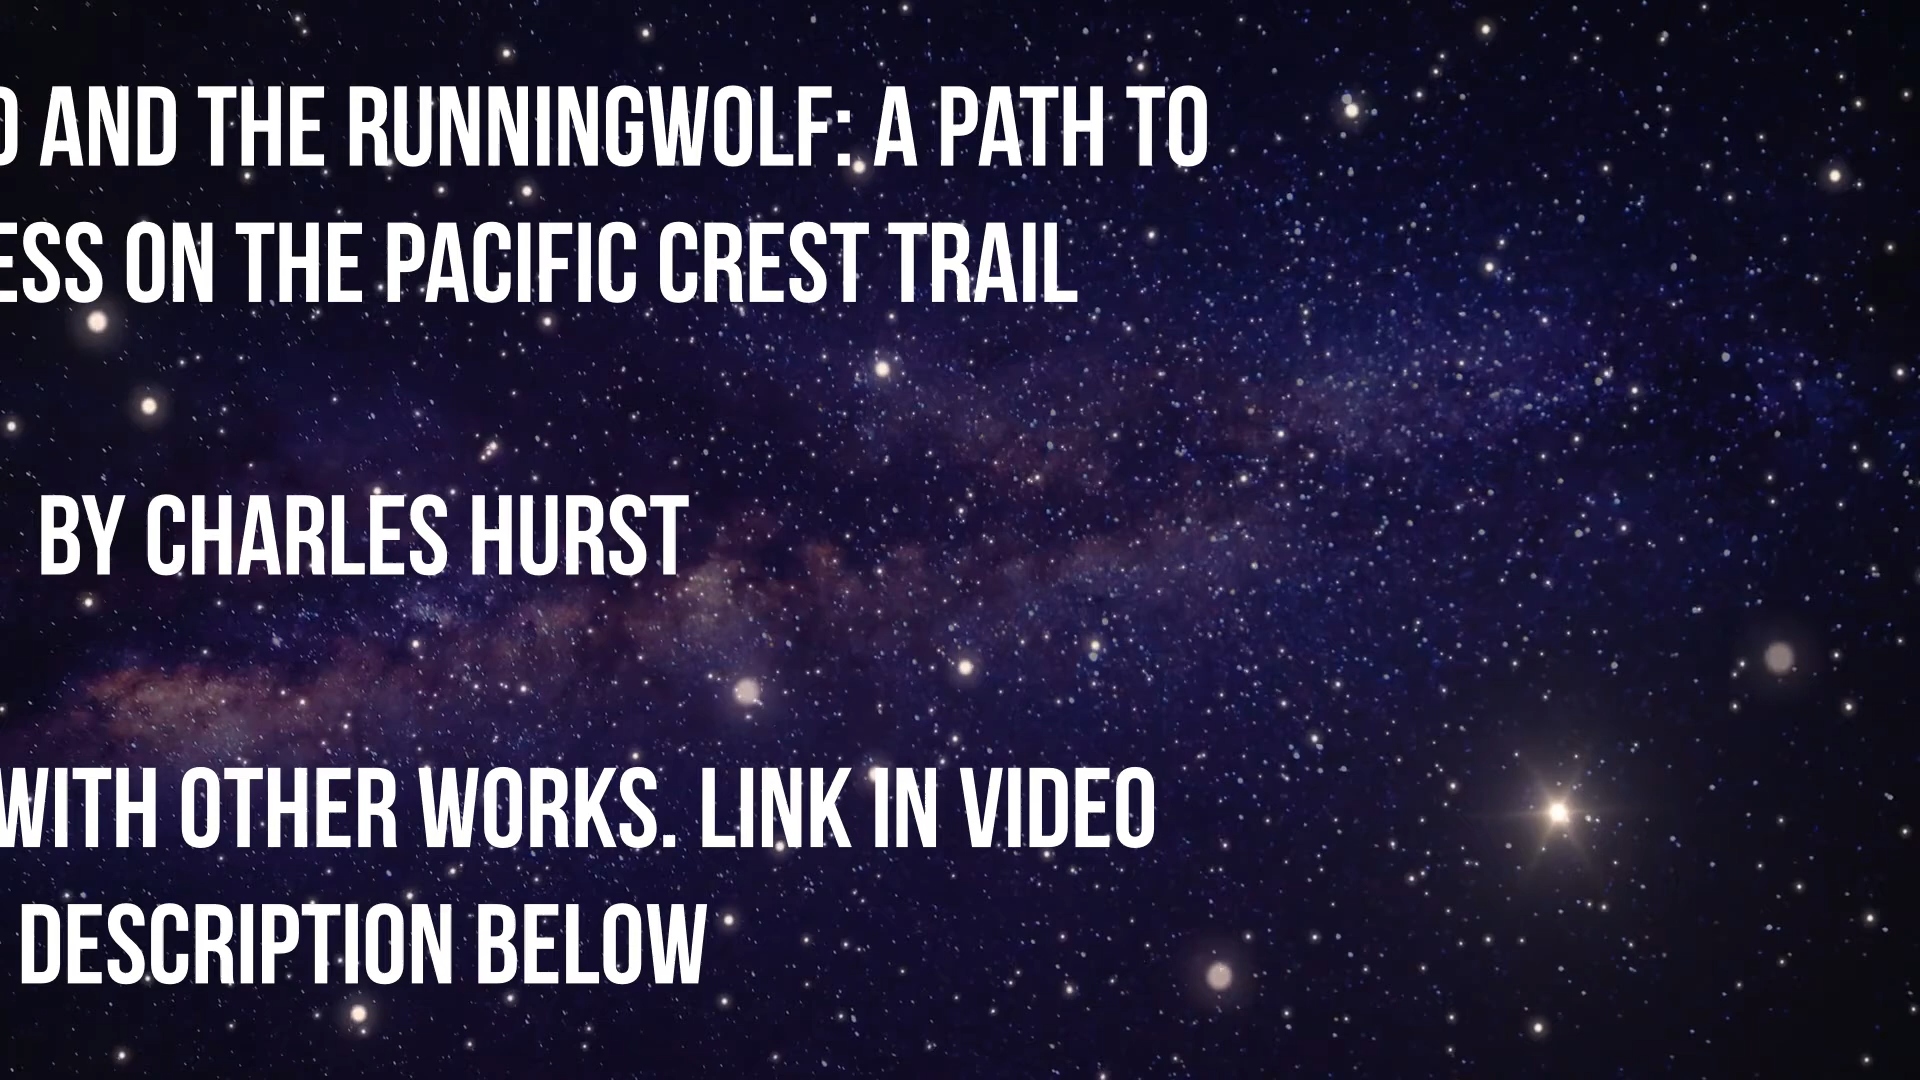 AND THE RUNNINGWOLF: A PATH TO
ON THE PACIFIC CREST TRAIL
BY CHARLES HURST
WITH OTHER WORKS. LINK IN VIDEO
DESCRIPTION BELOW